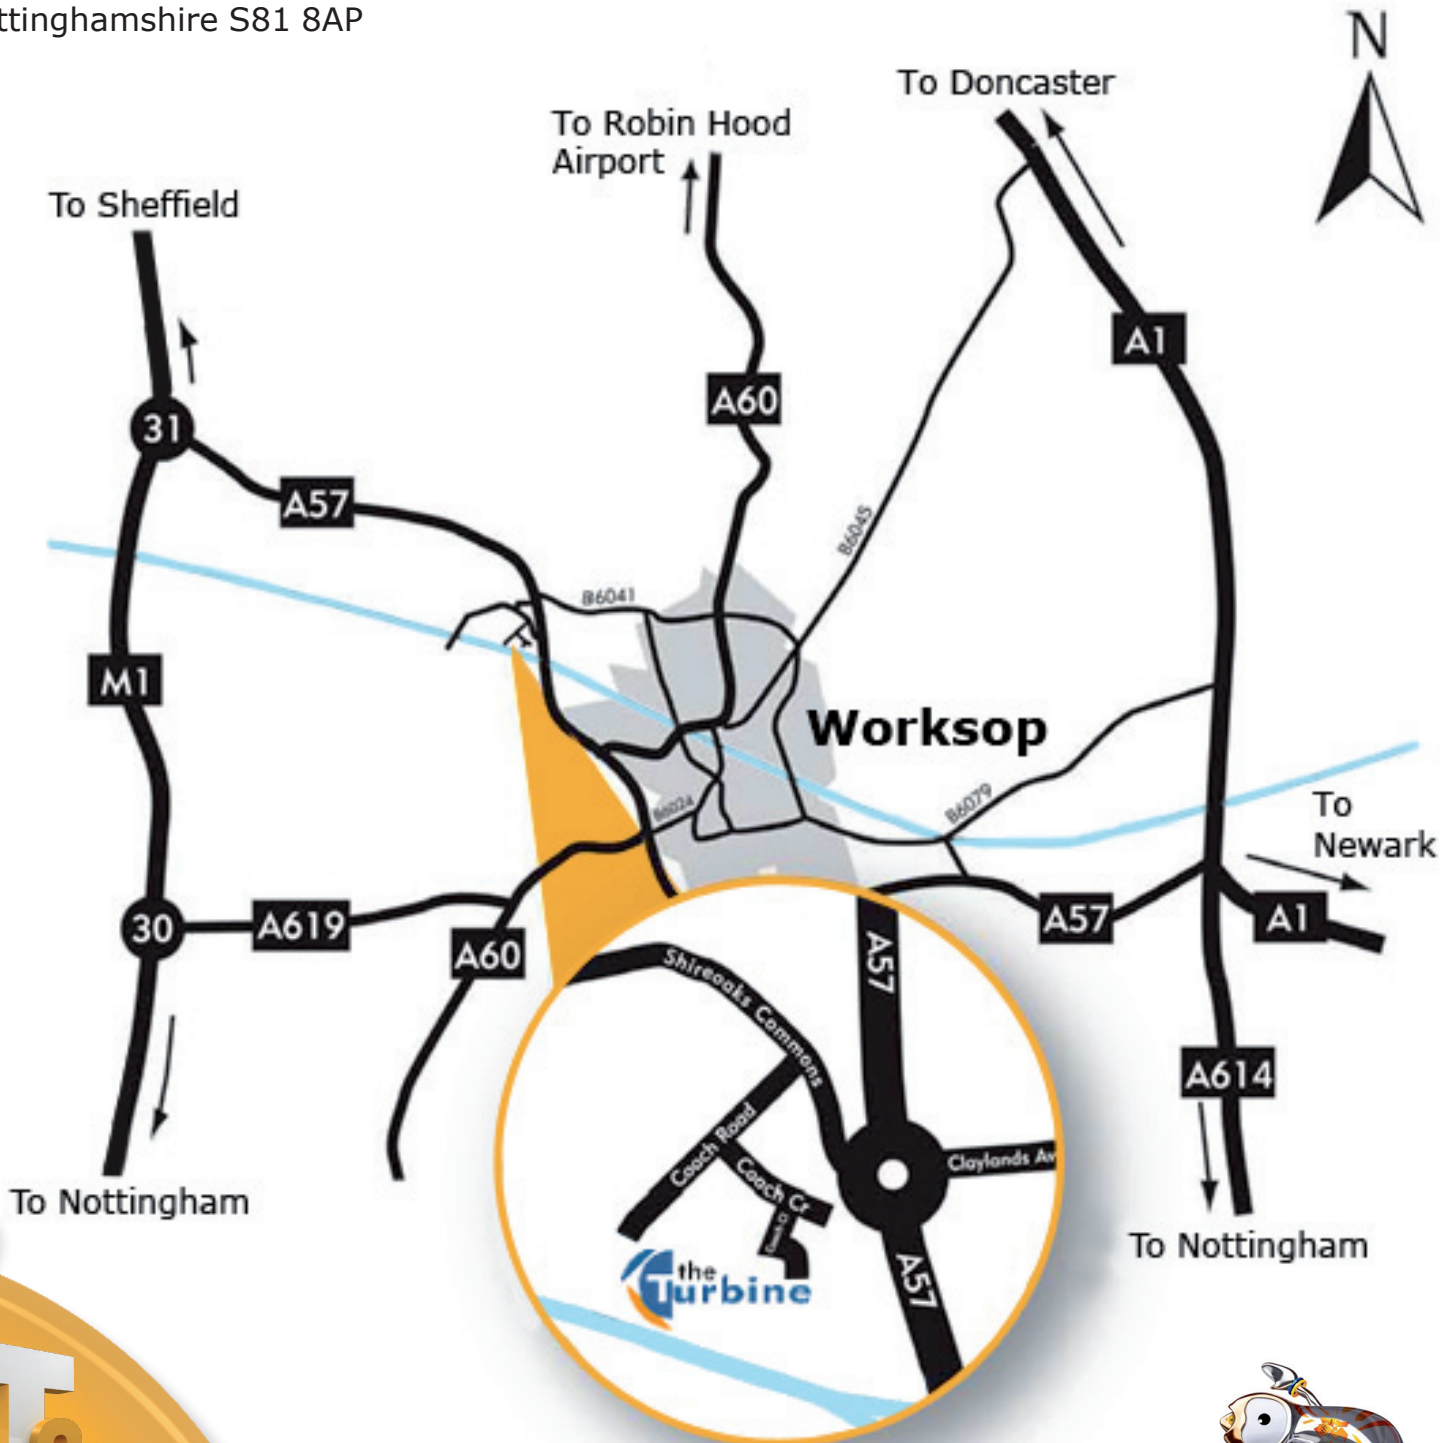 ttinghamshire S81 8AP
N
To Doncaster
To Robin Hood
Airport
To Sheffield
A1
A60
31
A57
B6045
B6041
M1
Worksop
B6079
B6024
To
Newark
30
A619
A60
A57
A1
A57
Shireoaks Commons
A614
Coach Road
Claylands Av
Coach Cr
To Nottingham
To Nottingham
the
Turbine
A57
T